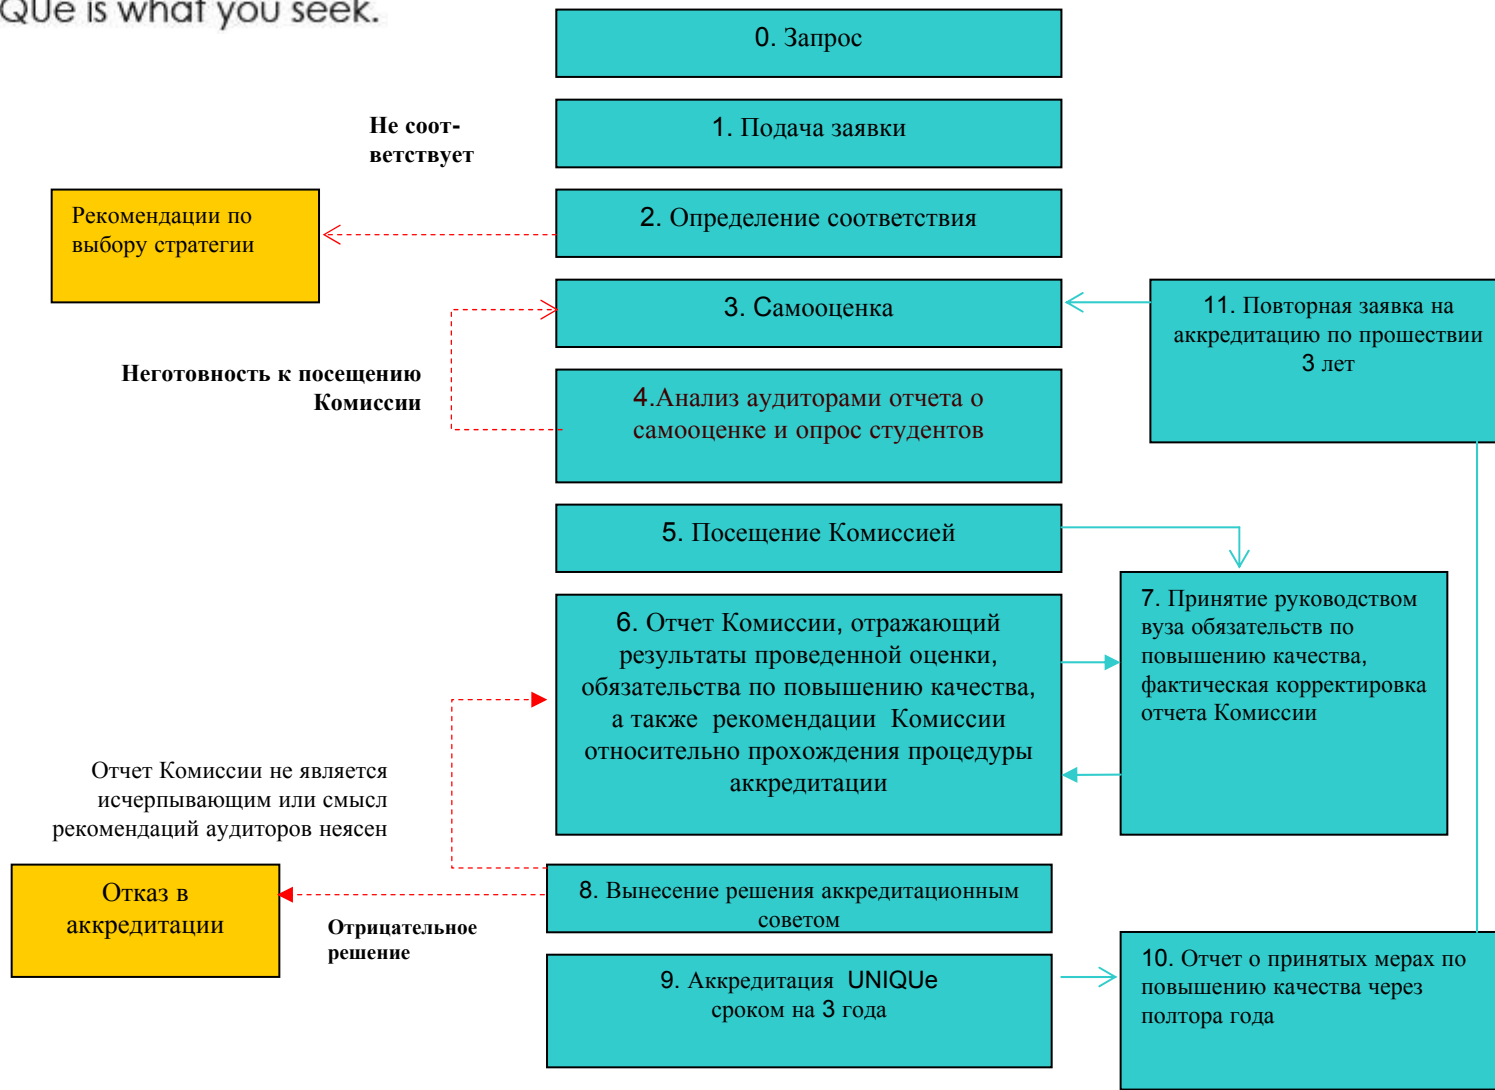 QUe is what you seek.
0. Запрос
Не соот-
ветствует
1. Подача заявки
Рекомендации по
выбору стратегии
2. Определение соответствия
3. Самооценка
11. Повторная заявка на
аккредитацию по прошествии
3 лет
Неготовность к посещению
Комиссии
4.Анализ аудиторами отчета о
самооценке и опрос студентов
5. Посещение Комиссией
6. Отчет Комиссии, отражающий
результаты проведенной оценки,
обязательства по повышению качества,
а также рекомендации Комиссии
относительно прохождения процедуры
аккредитации
7. Принятие руководством
вуза обязательств по
повышению качества,
фактическая корректировка
отчета Комиссии
Отчет Комиссии не является
исчерпывающим или смысл
рекомендаций аудиторов неясен
Отказ в
аккредитации
Отрицательное
решение
8. Вынесение решения аккредитационным
советом
9. Аккредитация UNIQUe
сроком на 3 года
10. Отчет о принятых мерах по
повышению качества через
полтора года